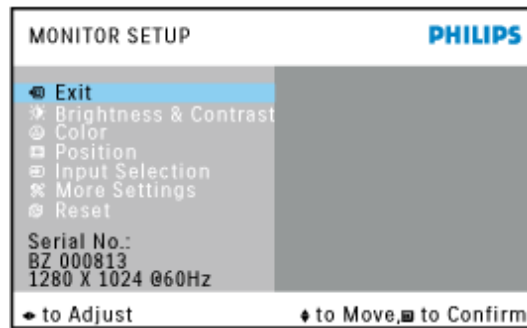 MONITOR SETUP PHILIPS
Exit
Brightness & Contrast
Color
Position
Input Selection
More Settings
Reset
Serial No.:
BZ 000813
1280 X 1024 @60Hz
to Adjust to Move, to Confirm